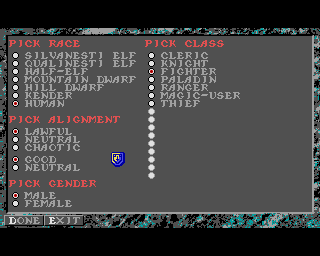 PICK RACE
SILVANESTI ELF
QUALINESTI ELF
HALF-ELF
MOUNTAIN DWARF
HILL DWARF
KENDER
HUMAN
PICK ALIGNMENT
LAWFUL
NEUTRAL
CHAOTIC
GOOD
NEUTRAL
PICK GENDER
MALE
FEMALE
PICK CLASS
CLERIC
KNIGHT
FIGHTER
PALADIN
RANGER
MAGIC-USER
THIEF
DONE EXIT